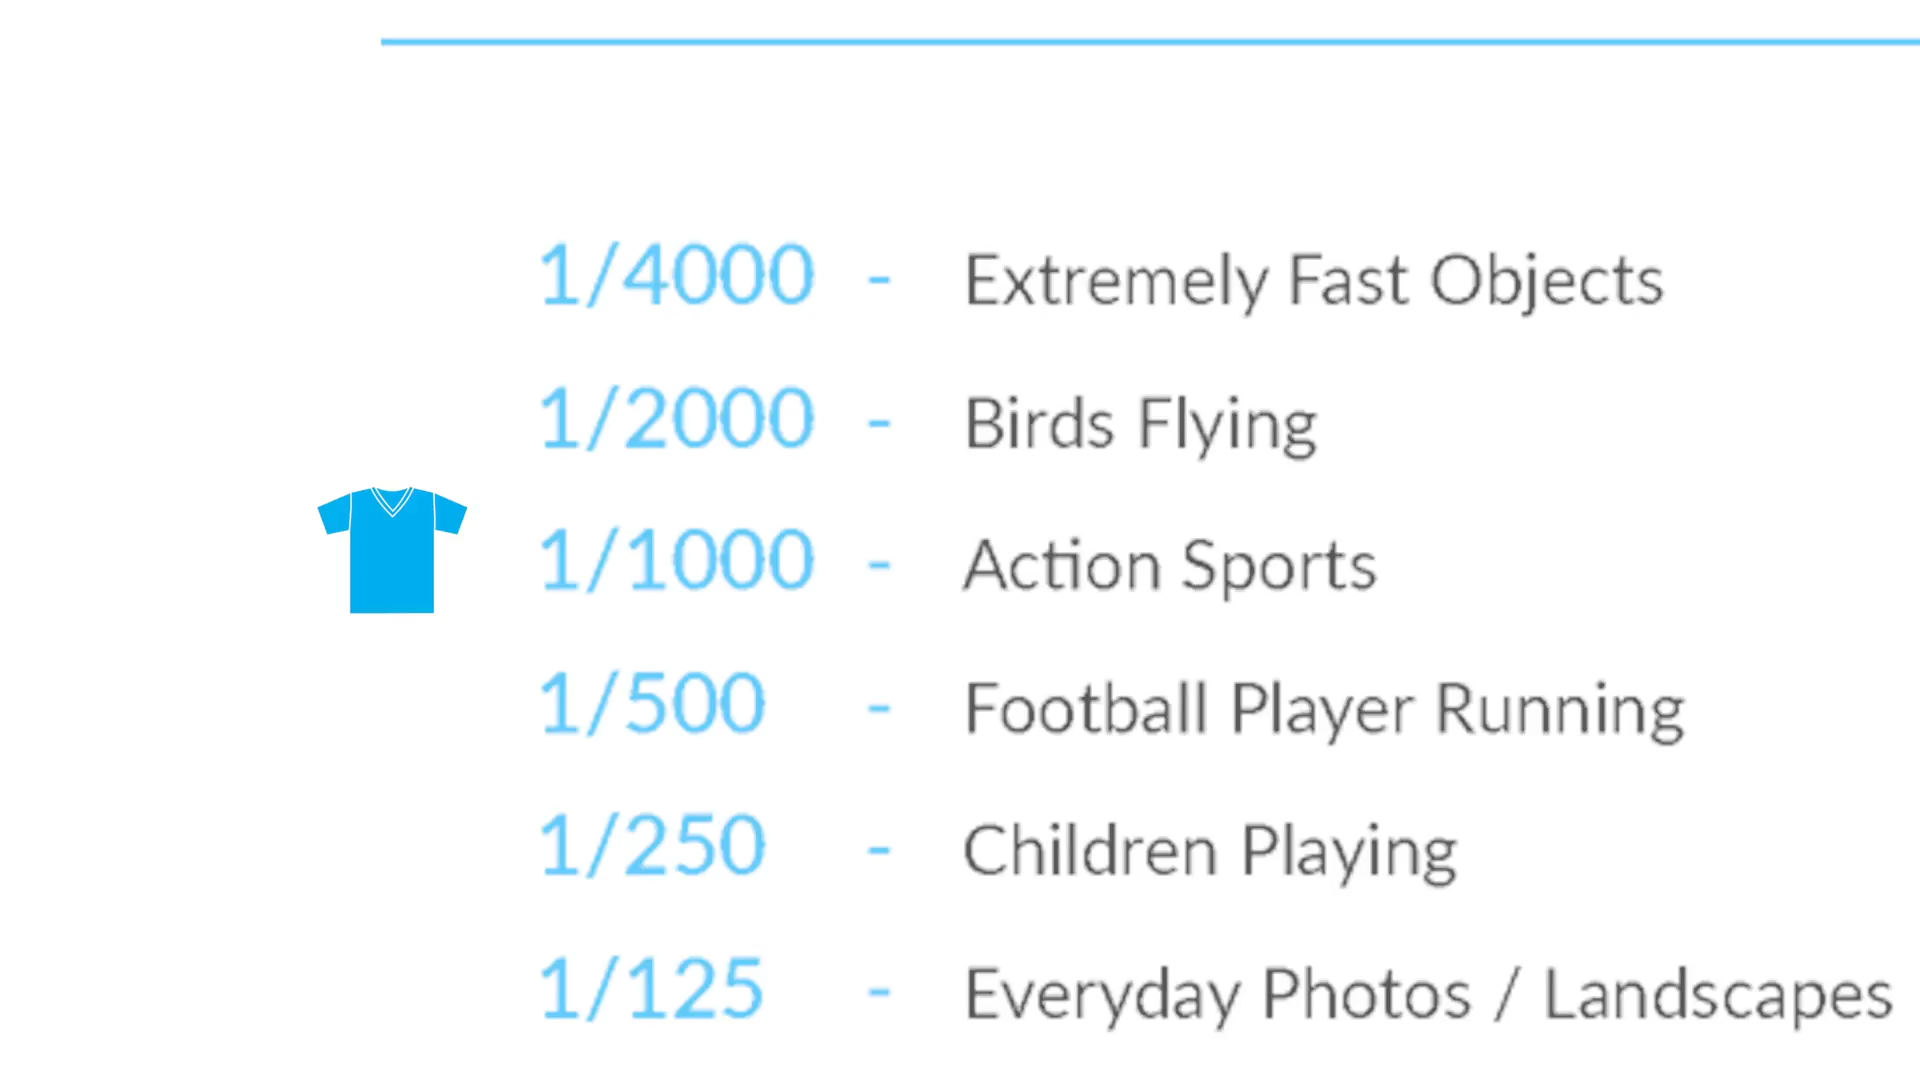 1/4000 - Extremely Fast Objects
1/2000 - Birds Flying
1/1000 - Action Sports
1/500 - Football Player Running
1/250 - Children Playing
1/125 - Everyday Photos / Landscapes